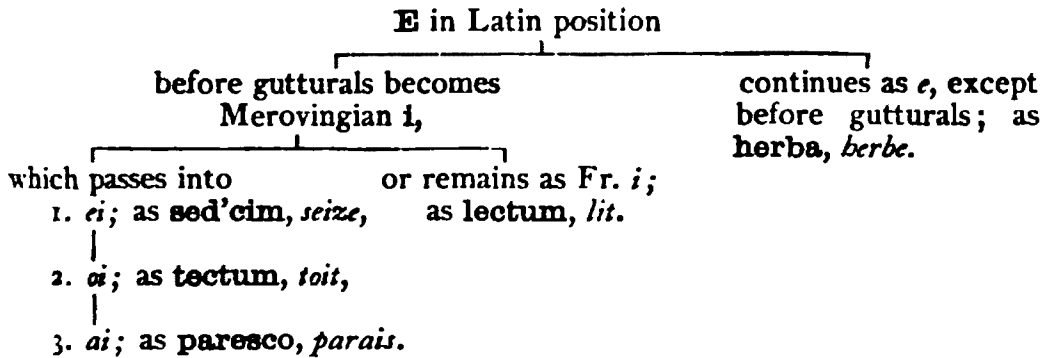 E in Latin position
before gutturals becomes
Merovingian i,
continues as e, except
before gutturals; as
herba, herbe.
which passes into
1. ei; as sed'cim, seize,
2. oi; as tectum, toit,
3. ai; as paresco, parais.
or remains as Fr. i;
as lectum, lit.